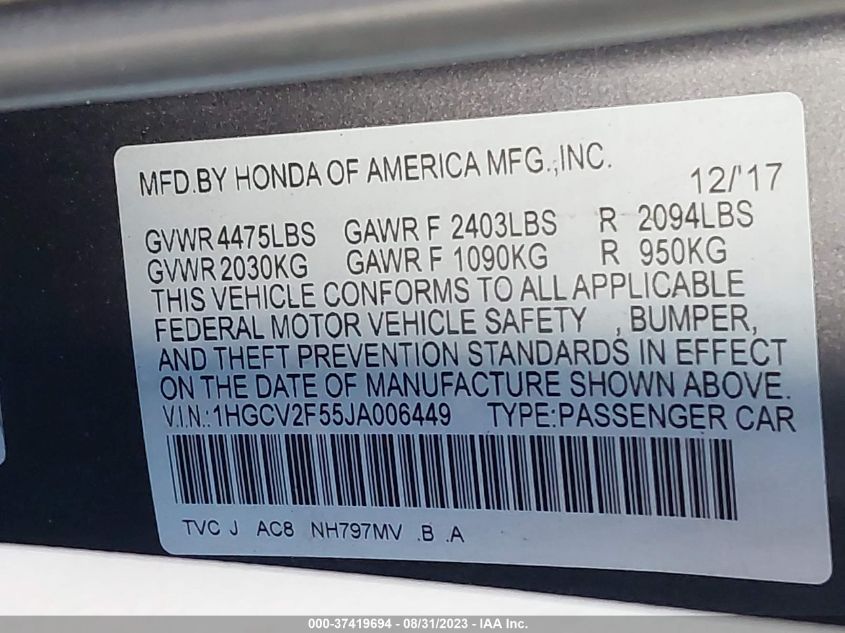 MFD.BY HONDA OF AMERICA MFG.,INC. 12/'17
GVWR 4475LBS GAWR F 2403LBS R 2094LBS
GVWR 2030KG GAWR F 1090KG R 950KG
THIS VEHICLE CONFORMS TO ALL APPLICABLE
FEDERAL MOTOR VEHICLE SAFETY , BUMPER,
AND THEFT PREVENTION STANDARDS IN EFFECT
ON THE DATE OF MANUFACTURE SHOWN ABOVE.
V.I.N.:1HGCV2F55JA006449 TYPE:PASSENGER CAR
TVC J AC8 NH797MV .B .A
000-37419694 - 08/31/2023 - IAA Inc.